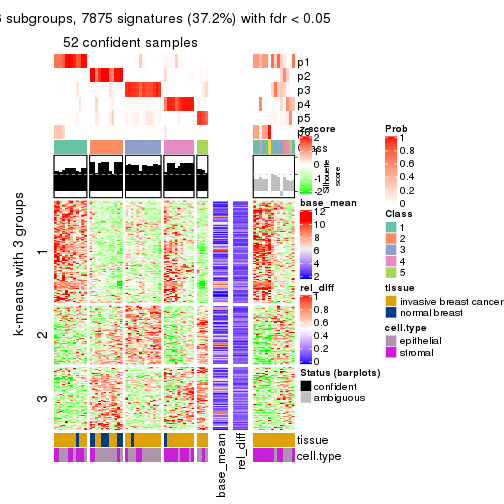 subgroups, 7875 signatures (37.2%) with fdr < 0.05
52 confident samples
p1
p2
p3
p4
p5
k-means with 3 groups
1
2
3
z-score
2
1
0
-1
-2
Silhouette
score
base_mean
12
10
8
6
4
2
rel_diff
1
0.8
0.6
0.4
0.2
0
Status (barplots)
confident
ambiguous
Prob
1
0.8
0.6
0.4
0.2
0
Class
1
2
3
4
5
tissue
invasive breast cancer
normal breast
cell.type
epithelial
stromal
tissue
cell.type
base_mean
rel_diff